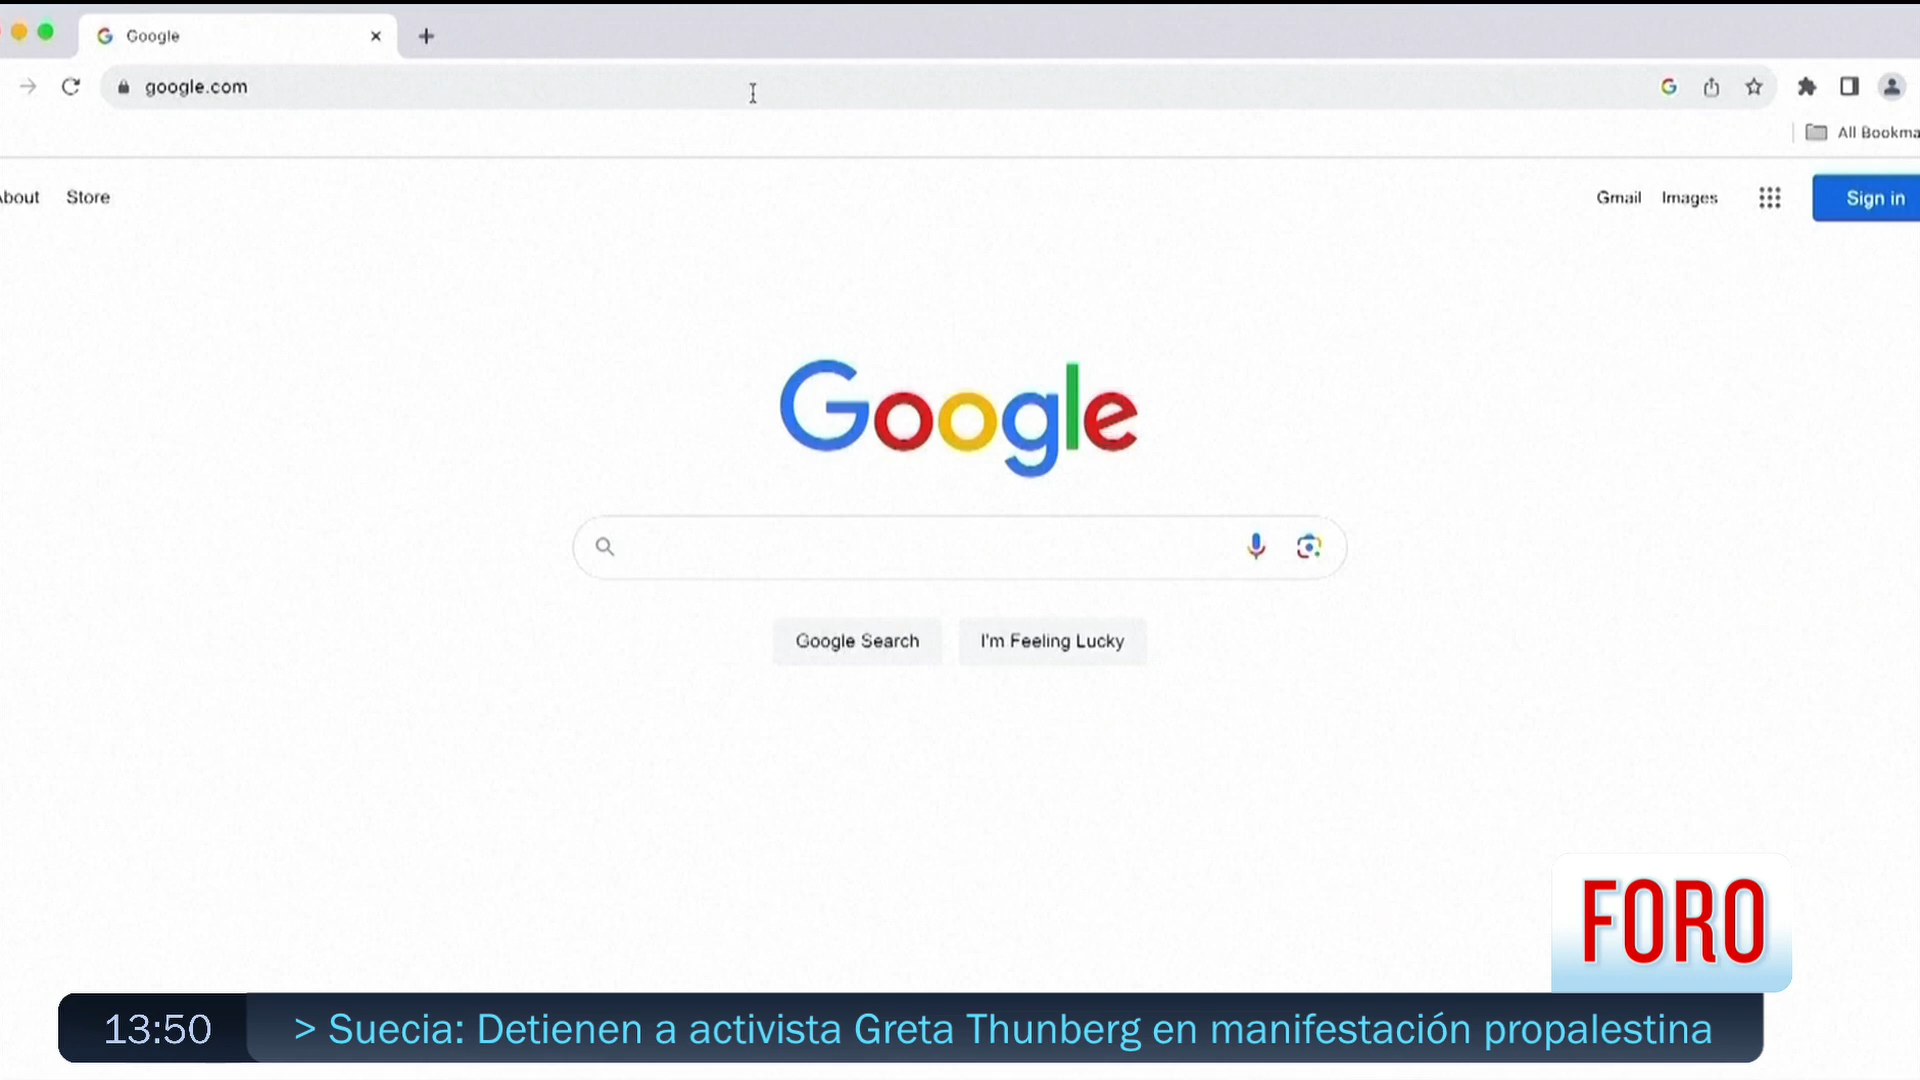 Google
google.com
All Bookma
About Store
Gmail Images Sign in
Google
Google Search I'm Feeling Lucky
FORO
13:50 > Suecia: Detienen a activista Greta Thunberg en manifestación propalestina